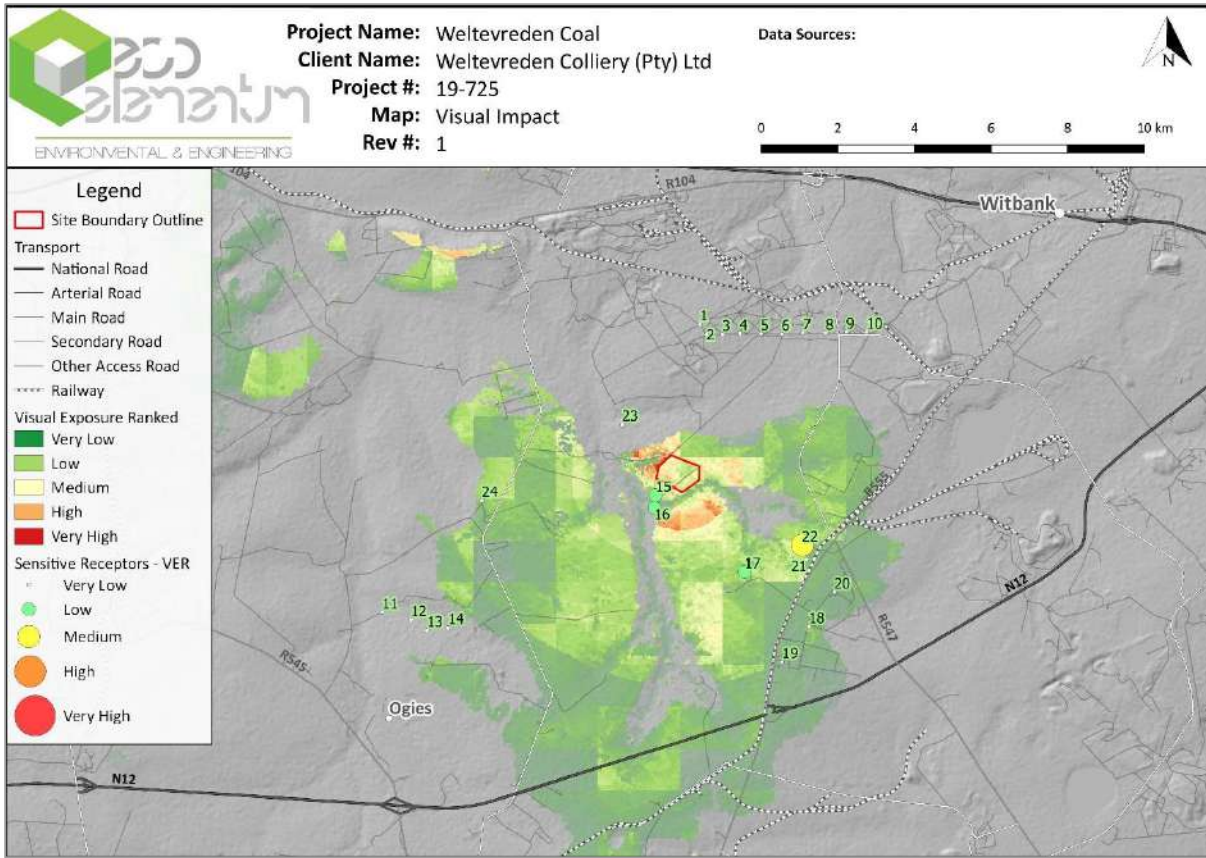 eco elementum
ENVIRONMENTAL & ENGINEERING
Project Name: Weltevreden Coal
Client Name: Weltevreden Colliery (Pty) Ltd
Project #: 19-725
Map: Visual Impact
Rev #: 1
Data Sources:
N
0 2 4 6 8 10 km
Legend
Site Boundary Outline
Transport
National Road
Arterial Road
Main Road
Secondary Road
Other Access Road
Railway
Visual Exposure Ranked
Very Low
Low
Medium
High
Very High
Sensitive Receptors - VER
Very Low
Low
Medium
High
Very High
104
R104
Witbank
1
2 3 4 5 6 7 8 9 10
23
15
16
24
R555
22
17
21
20
N12
11 12 13 14
18
R547
19
R545
Ogies
N12